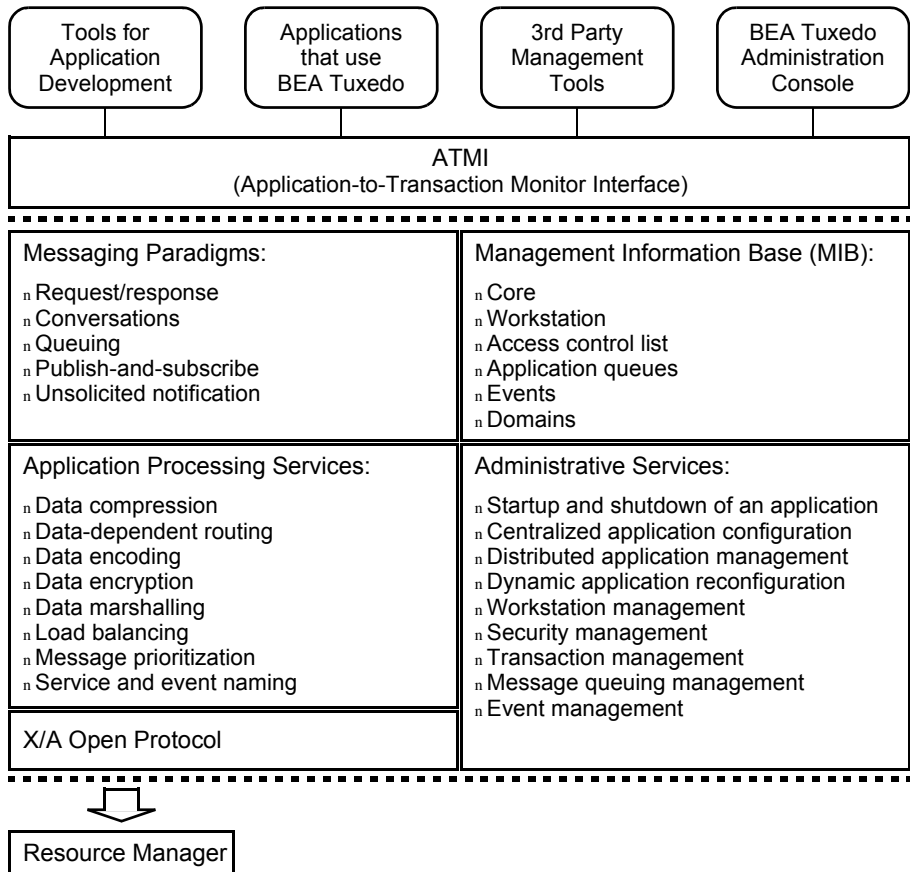 Tools for
Application
Development
Applications
that use
BEA Tuxedo
3rd Party
Management
Tools
BEA Tuxedo
Administration
Console
ATMI
(Application-to-Transaction Monitor Interface)
Messaging Paradigms:
n Request/response
n Conversations
n Queuing
n Publish-and-subscribe
n Unsolicited notification
Management Information Base (MIB):
n Core
n Workstation
n Access control list
n Application queues
n Events
n Domains
Application Processing Services:
n Data compression
n Data-dependent routing
n Data encoding
n Data encryption
n Data marshalling
n Load balancing
n Message prioritization
n Service and event naming
X/A Open Protocol
Administrative Services:
n Startup and shutdown of an application
n Centralized application configuration
n Distributed application management
n Dynamic application reconfiguration
n Workstation management
n Security management
n Transaction management
n Message queuing management
n Event management
Resource Manager